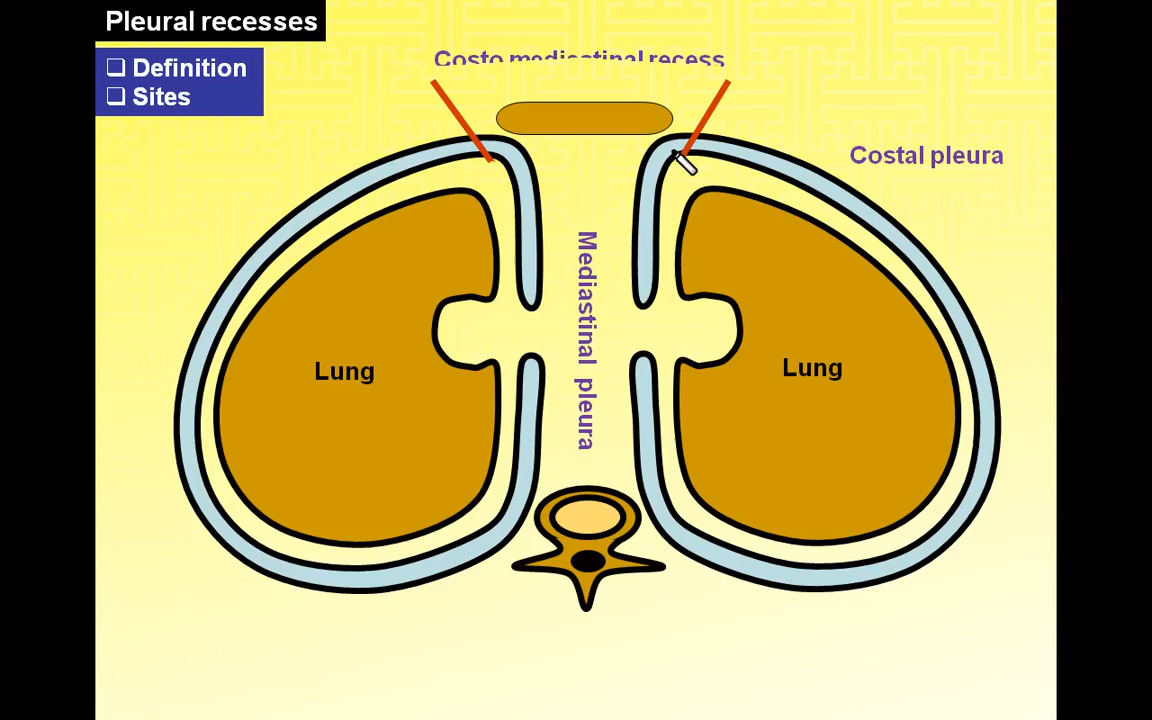 Pleural recesses
❑ Definition
❑ Sites
Costo mediastinal recess
Costal pleura
Mediastinal pleura
Lung
Lung